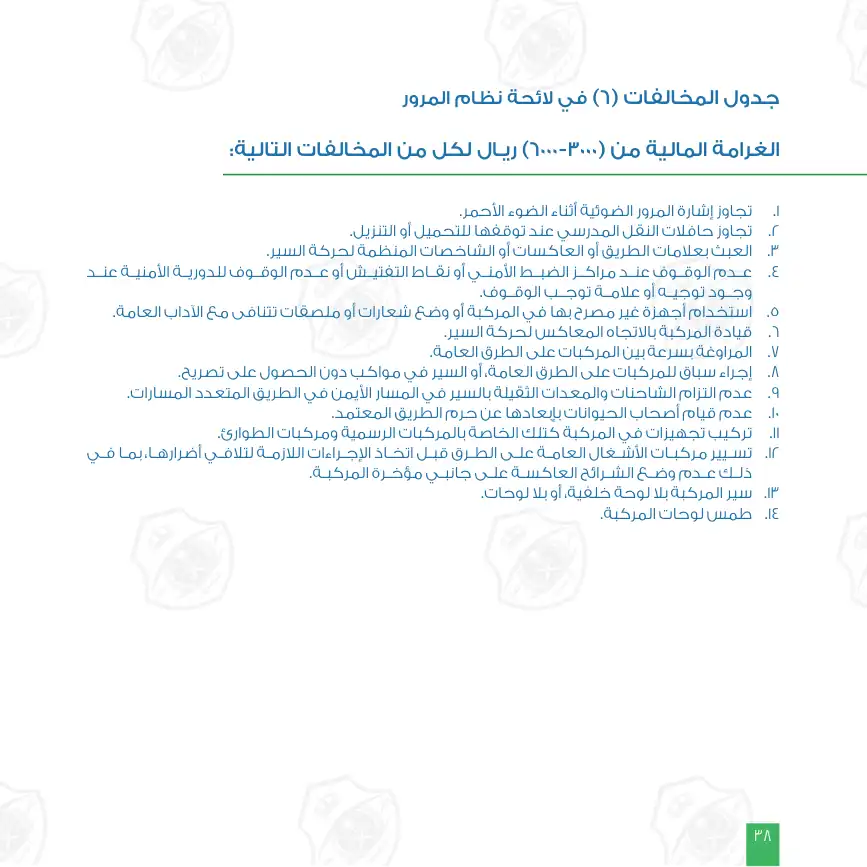 جدول المخالفات (٦) في لائحة نظام المرور
الغرامة المالية من (٣٠٠٠-٦٠٠٠) ريال لكل من المخالفات التالية:
١. تجاوز إشارة المرور الضوئية أثناء الضوء الأحمر.
٢. تجاوز حافلات النقل المدرسي عند توقفها للتحميل أو التنزيل.
٣. العبث بعلامات الطريق أو العاكسات أو الشاخصات المنظمة لحركة السير.
٤. عدم الوقوف عند مراكز الضبط الأمني أو نقاط التفتيش أو عدم الوقوف للدورية الأمنية عند
وجود توجيه أو علامة توجب الوقوف.
٥. استخدام أجهزة غير مصرح بها في المركبة أو وضع شعارات أو ملصقات تتنافى مع الآداب العامة.
٦. قيادة المركبة بالاتجاه المعاكس لحركة السير.
٧. المراوغة بسرعة بين المركبات على الطرق العامة.
٨. إجراء سباق للمركبات على الطرق العامة، أو السير في مواكب دون الحصول على تصريح.
٩. عدم التزام الشاحنات والمعدات الثقيلة بالسير في المسار الأيمن في الطريق المتعدد المسارات.
١٠. عدم قيام أصحاب الحيوانات بإبعادها عن حرم الطريق المعتمد.
١١. تركيب تجهيزات في المركبة كتلك الخاصة بالمركبات الرسمية ومركبات الطوارئ.
١٢. تسيير مركبات الأشغال العامة على الطرق قبل اتخاذ الإجراءات اللازمة لتلافي أضرارها، بما في
ذلك عدم وضع الشرائح العاكسة على جانبي مؤخرة المركبة.
١٣. سير المركبة بلا لوحة خلفية، أو بلا لوحات.
١٤. طمس لوحات المركبة.
٣٨